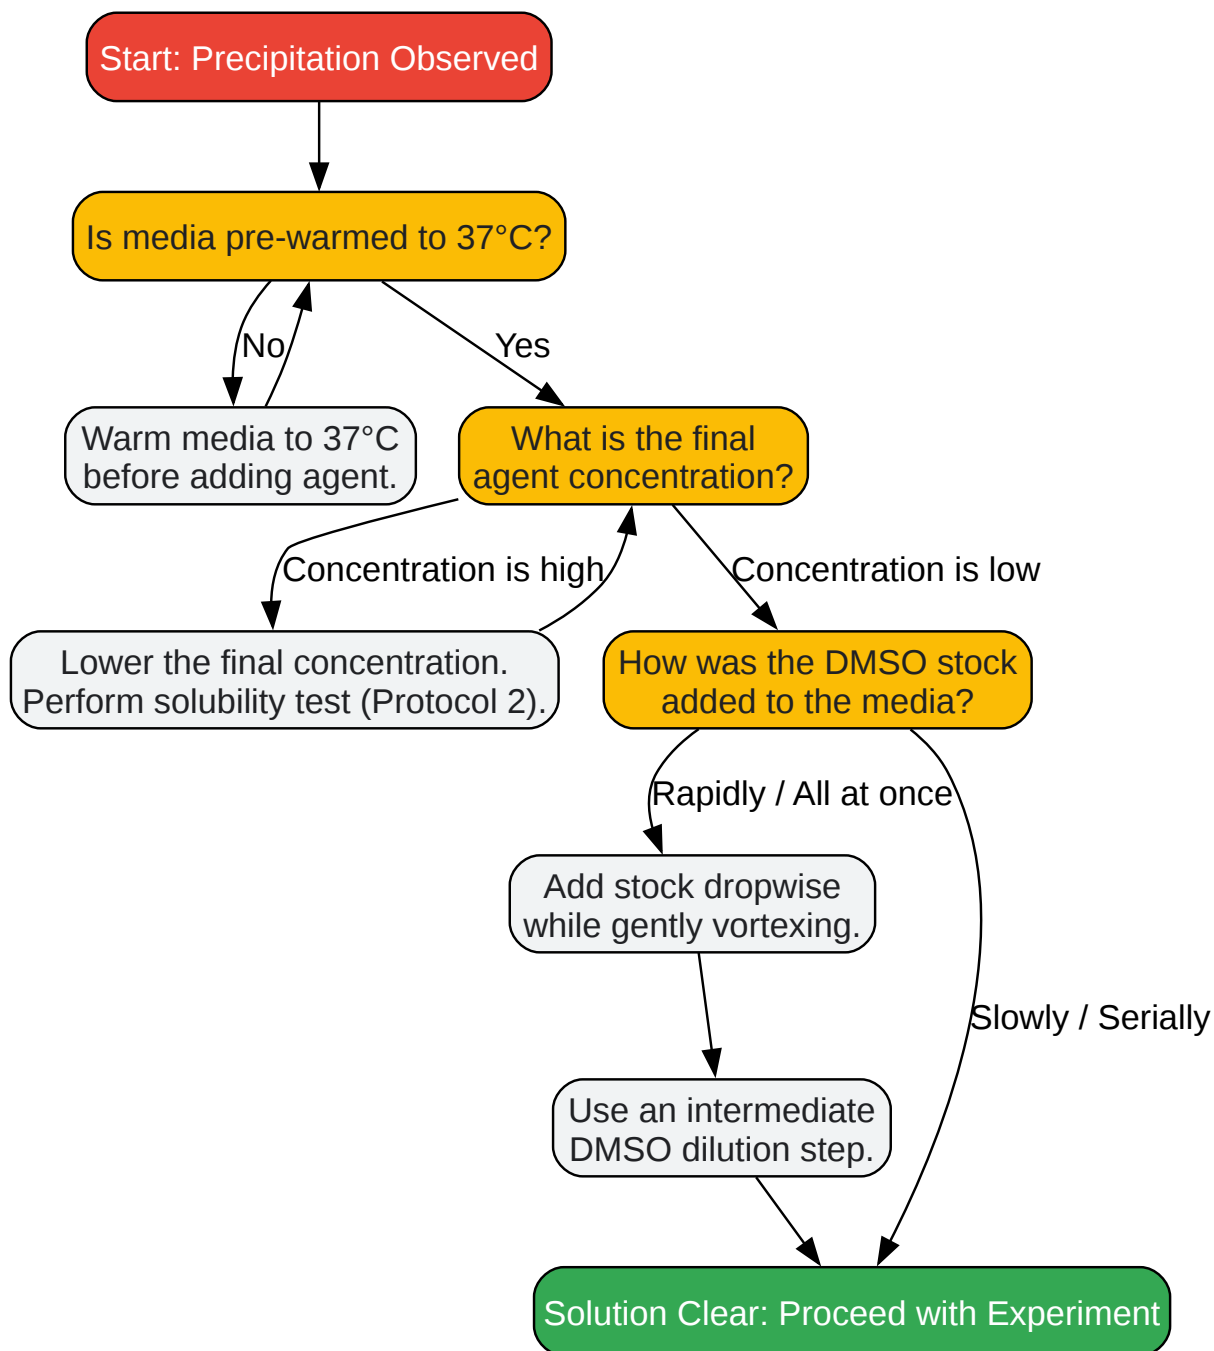 Start: Precipitation Observed
Is media pre-warmed to 37°C?
No
Yes
Warm media to 37°C
before adding agent.
What is the final
agent concentration?
Concentration is high
Concentration is low
Lower the final concentration.
Perform solubility test (Protocol 2).
How was the DMSO stock
added to the media?
Rapidly / All at once
Add stock dropwise
while gently vortexing.
Slowly / Serially
Use an intermediate
DMSO dilution step.
Solution Clear: Proceed with Experiment